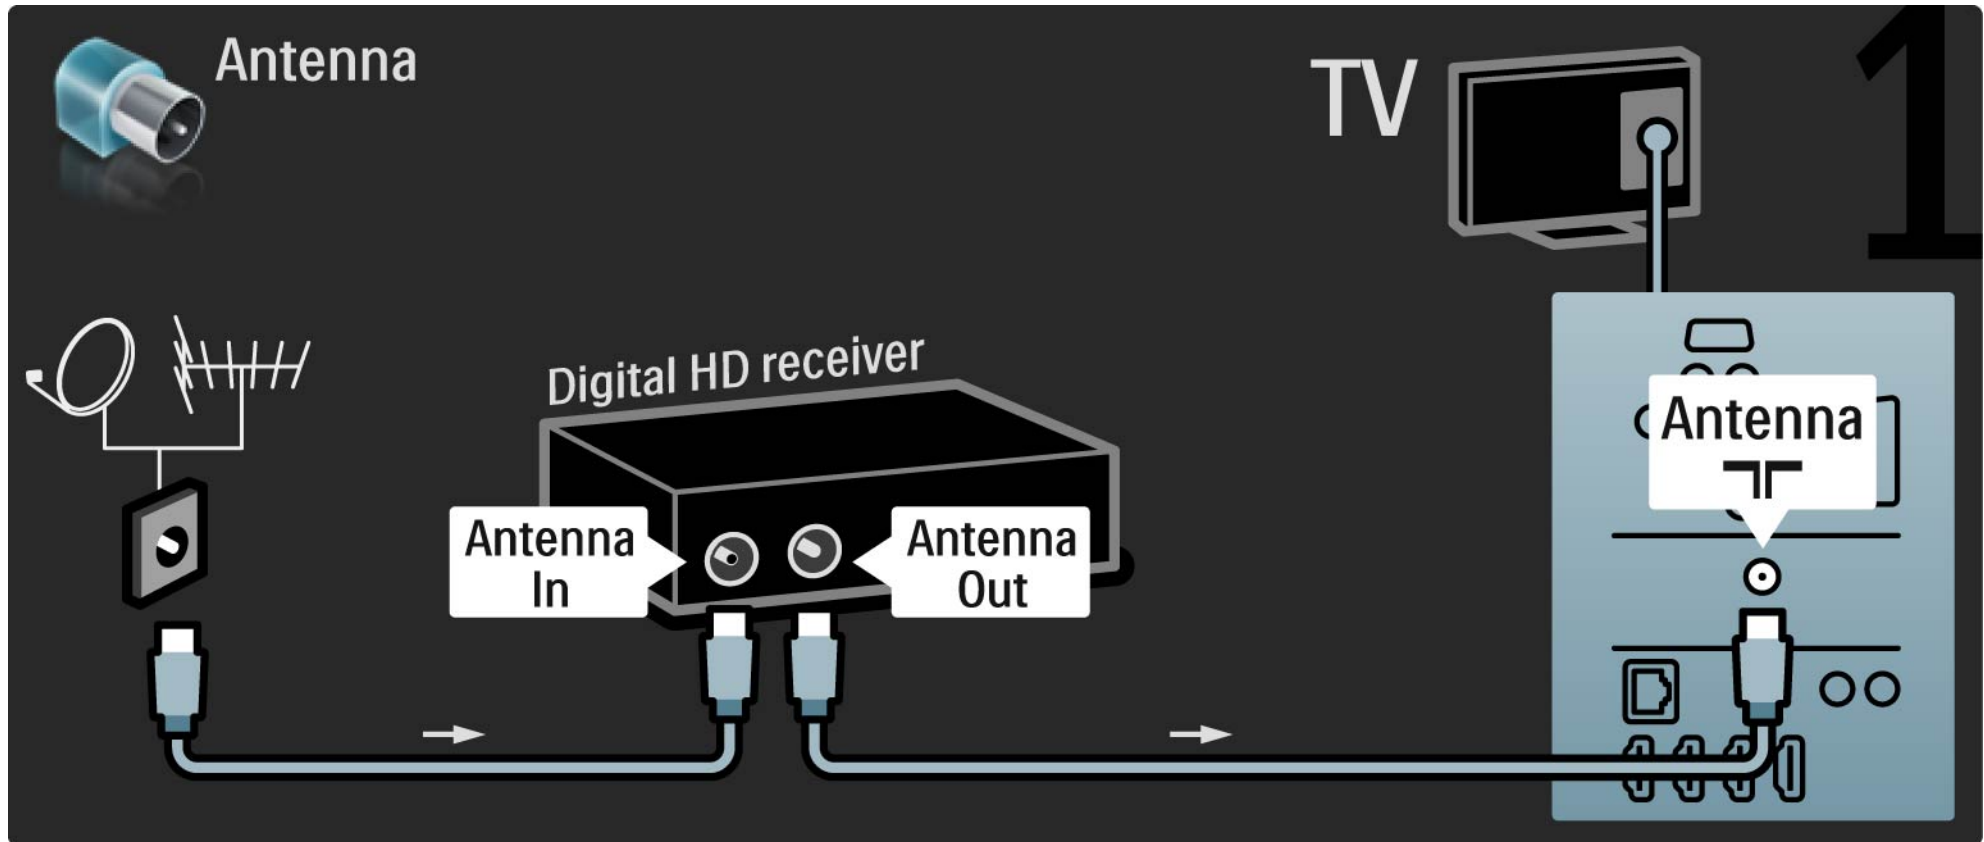 Antenna
TV
1
Digital HD receiver
Antenna
In
Antenna
Out
Antenna